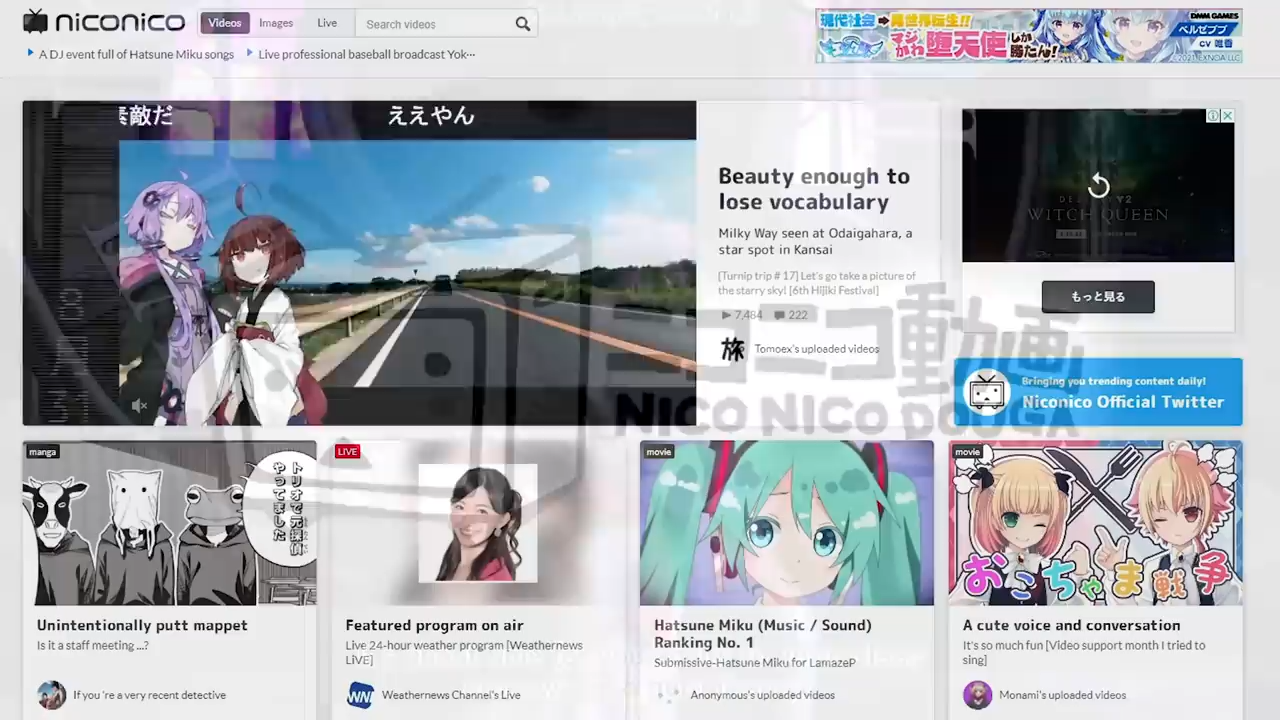 niconico
Videos
Images
Live
Search videos
A DJ event full of Hatsune Miku songs
現代社会
異世界転生!!
マジかわ堕天使しか勝たん!
DMM GAMES
ベルゼブブ
©2021 EXNOA LLC
敵だ
ええやん
Beauty enough to
lose vocabulary
Milky Way seen at Odaigahara, a
star spot in Kansai
[Turnip trip # 17] Let's go take a picture of
the starry sky! [6th Hijiki Festival]
7,484
222
旅
Tomoex's uploaded videos
WITCH QUEEN
もっと見る
ニコニコ動画
NICO NICO DOUGA
Bringing you trending content daily!
Niconico Official Twitter
manga
トリオで元探偵
やってました
Unintentionally putt mappet
Is it a staff meeting ...?
If you 're a very recent detective
LIVE
Featured program on air
Live 24-hour weather program [Weathernews
LiVE]
WNI
Weathernews Channel's Live
movie
Hatsune Miku (Music / Sound)
Ranking No. 1
Submissive-Hatsune Miku for LamazeP
Anonymous's uploaded videos
movie
おこちゃま戦争
A cute voice and conversation
It's so much fun [Video support month I tried to
sing]
Monami's uploaded videos